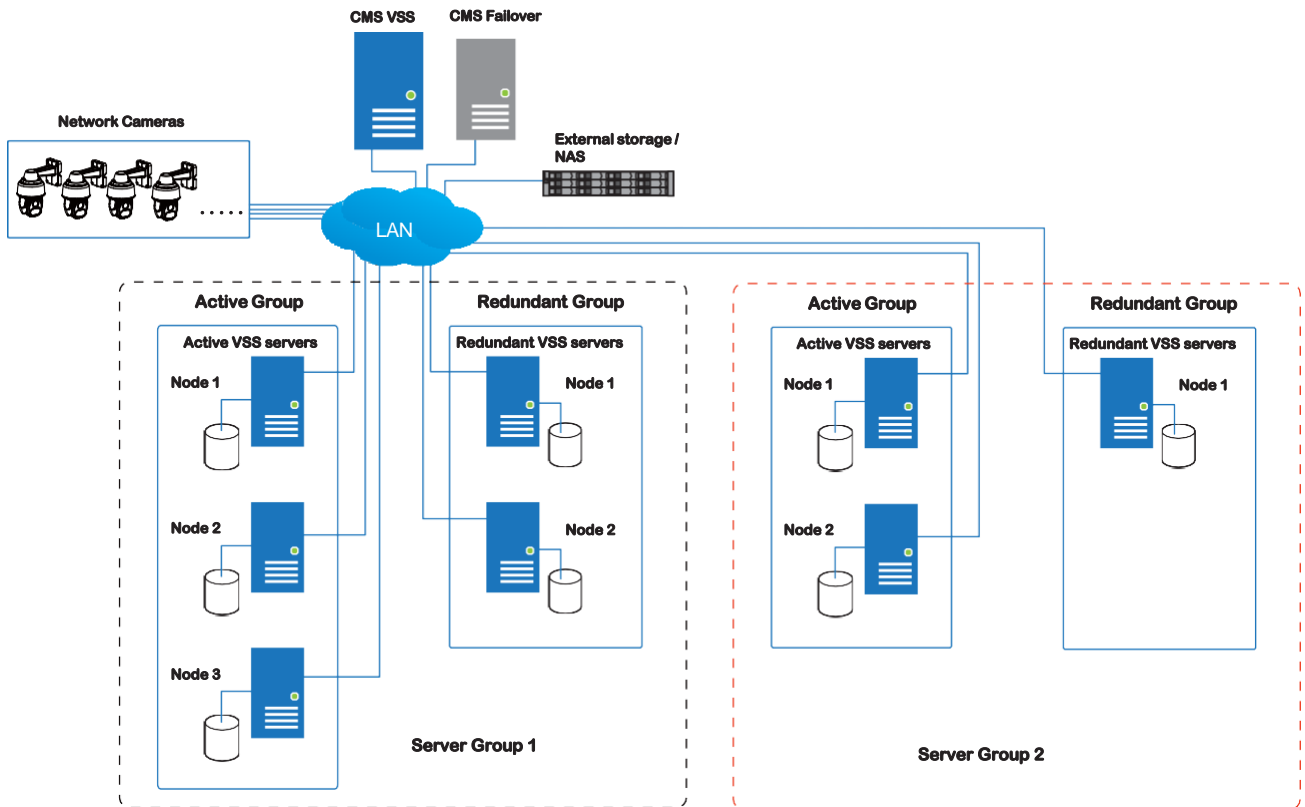 CMS VSS
CMS Failover
Network Cameras
.....
External storage /
NAS
LAN
Active Group
Redundant Group
Active VSS servers
Redundant VSS servers
Node 1
Node 1
Node 2
Node 2
Node 3
Server Group 1
Active Group
Redundant Group
Active VSS servers
Redundant VSS servers
Node 1
Node 1
Node 2
Server Group 2